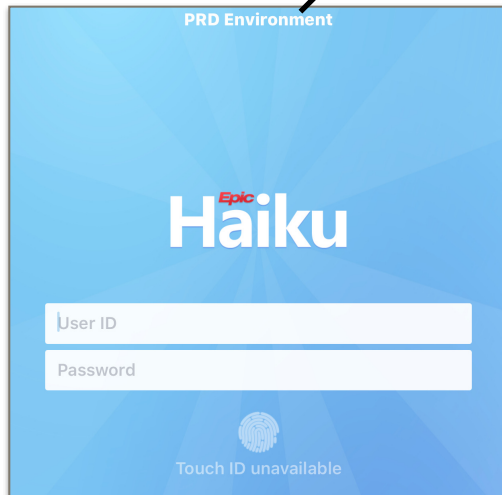 PRD Environment
Epic
Haiku
User ID
Password
Touch ID unavailable